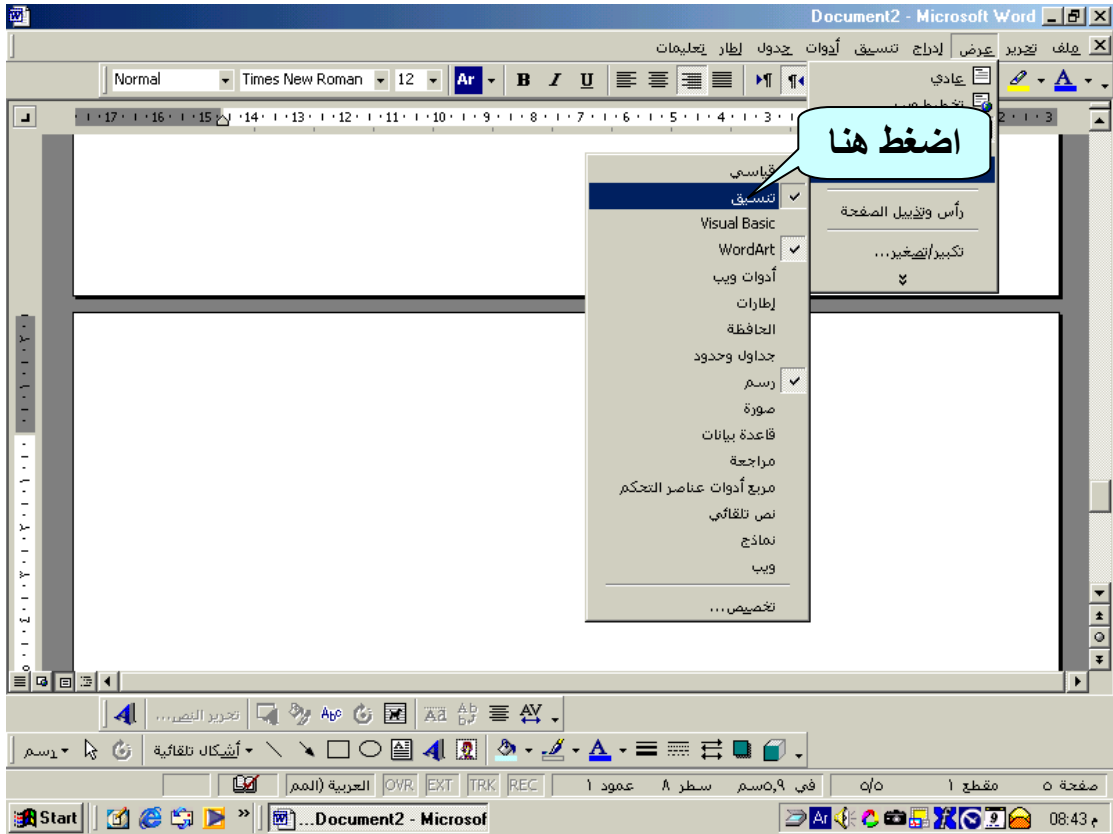 Document2 - Microsoft Word
ملف تحرير عرض إدراج تنسيق أدوات جدول إطار تعليمات
Normal Times New Roman 12 Ar B I U
عادي
اضغط هنا
رأس وتذييل الصفحة
تكبير/تصغير...
قياسي
تنسيق
Visual Basic
WordArt
أدوات ويب
إطارات
الحافظة
جداول وحدود
رسم
صورة
قاعدة بيانات
مراجعة
مربع أدوات عناصر التحكم
نص تلقائي
نماذج
ويب
تخصيص...
تحرير النص...
رسم أشكال تلقائية
صفحة ٥ مقطع ١ ٥/٥ في ٥,٩سم سطر ٨ عمود ١ REC TRK EXT OVR العربية (المم
Start Document2 - Microsof... Ar 08:43 م